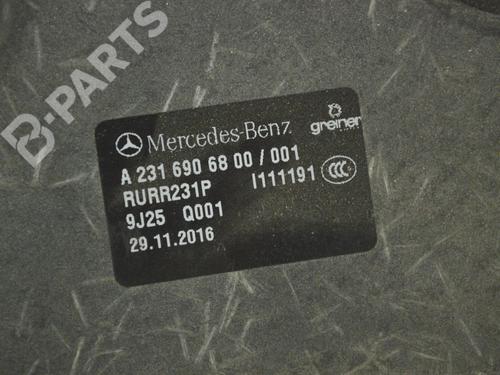 B-PARTS
Mercedes-Benz greiner
A 231 690 68 00 / 001
RURR231P I111191
9J25 Q001
29.11.2016